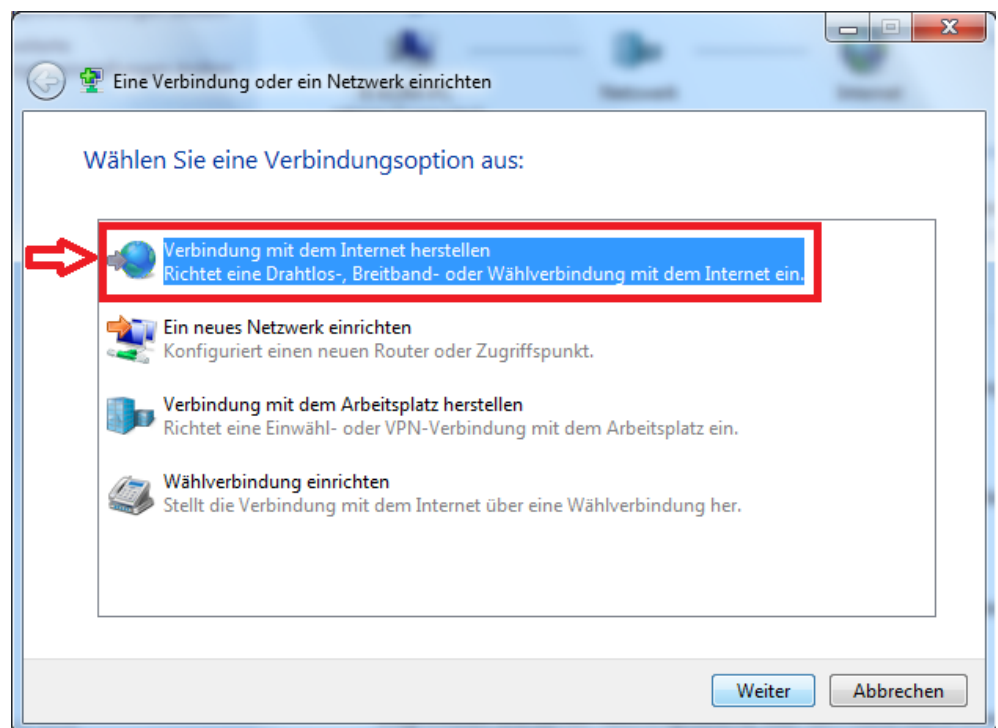 Eine Verbindung oder ein Netzwerk einrichten
Wählen Sie eine Verbindungsoption aus:
Verbindung mit dem Internet herstellen
Richtet eine Drahtlos-, Breitband- oder Wählverbindung mit dem Internet ein.
Ein neues Netzwerk einrichten
Konfiguriert einen neuen Router oder Zugriffspunkt.
Verbindung mit dem Arbeitsplatz herstellen
Richtet eine Einwähl- oder VPN-Verbindung mit dem Arbeitsplatz ein.
Wählverbindung einrichten
Stellt die Verbindung mit dem Internet über eine Wählverbindung her.
Weiter
Abbrechen